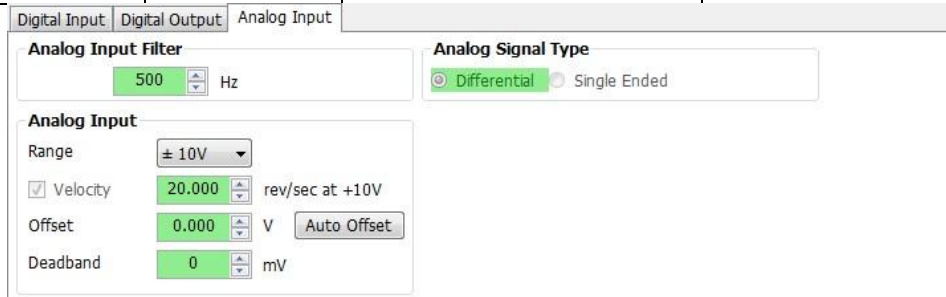 Digital Input Digital Output Analog Input
Analog Input Filter
500 Hz
Analog Signal Type
Differential Single Ended
Analog Input
Range ± 10V
Velocity 20.000 rev/sec at +10V
Offset 0.000 V Auto Offset
Deadband 0 mV